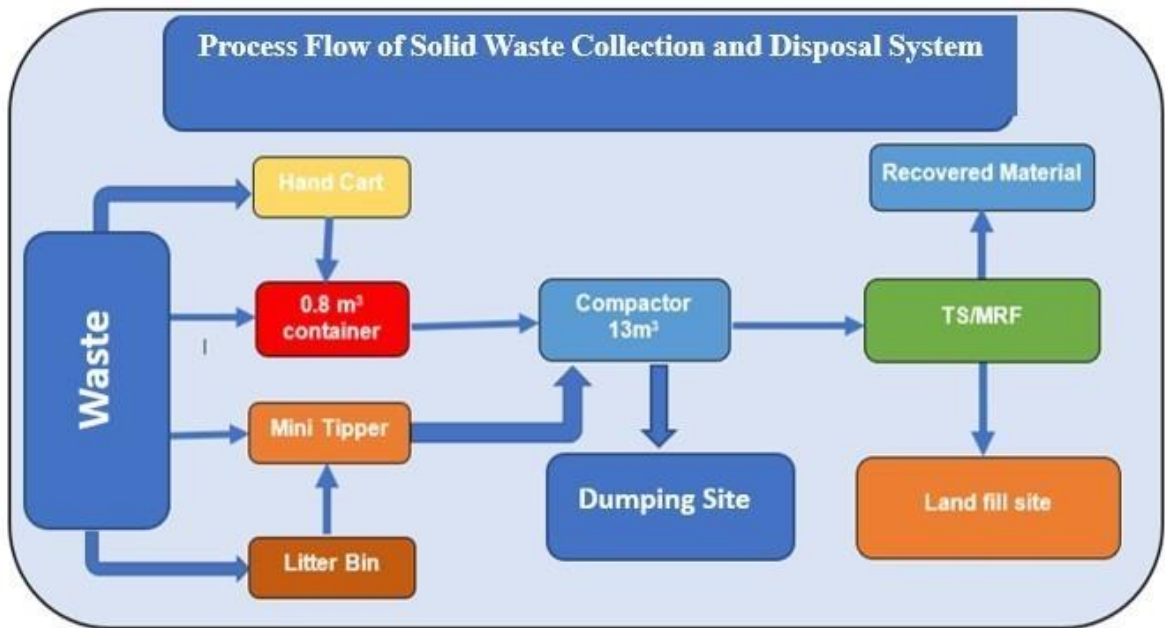 Process Flow of Solid Waste Collection and Disposal System
Hand Cart
Recovered Material
Waste
0.8 m³
container
Compactor
13m³
TS/MRF
Mini Tipper
Dumping Site
Land fill site
Litter Bin